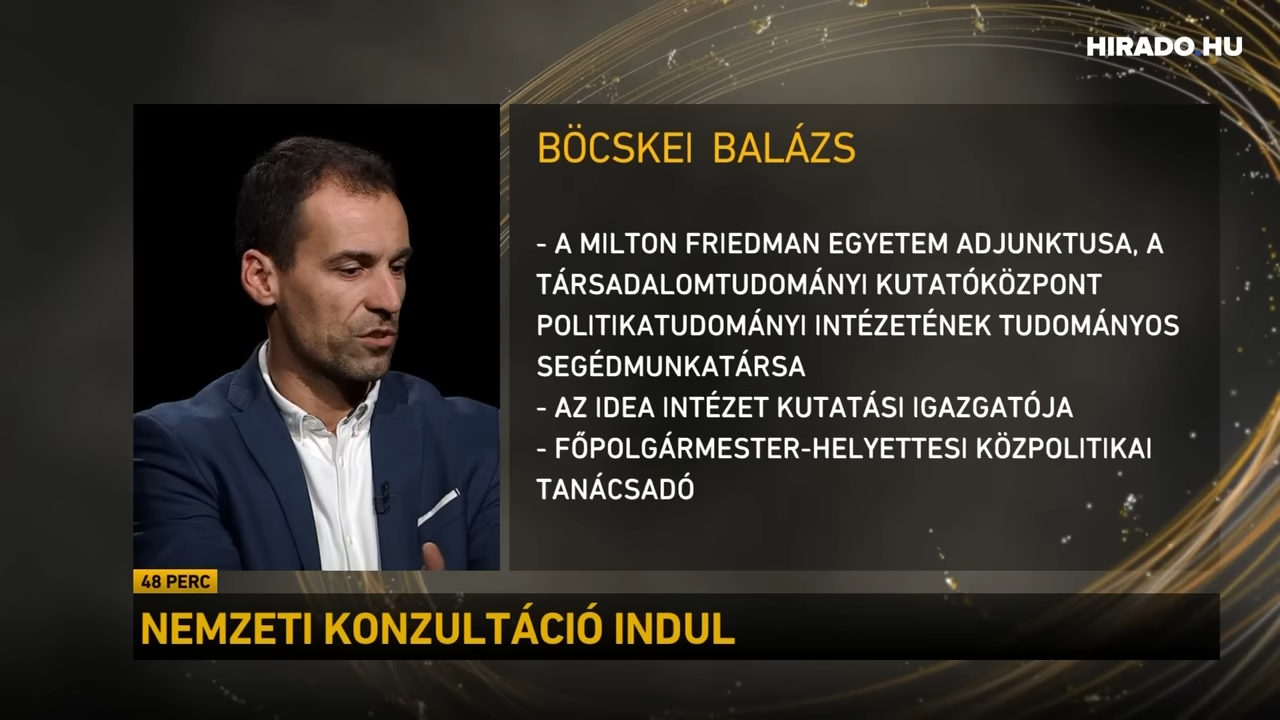 HIRADO.HU
BÖCSKEI BALÁZS
- A MILTON FRIEDMAN EGYETEM ADJUNKTUSA, A
TÁRSADALOMTUDOMÁNYI KUTATÓKÖZPONT
POLITIKATUDOMÁNYI INTÉZETÉNEK TUDOMÁNYOS
SEGÉDMUNKATÁRSA
- AZ IDEA INTÉZET KUTATÁSI IGAZGATÓJA
- FŐPOLGÁRMESTER-HELYETTESI KÖZPOLITIKAI
TANÁCSADÓ
48 PERC
NEMZETI KONZULTÁCIÓ INDUL